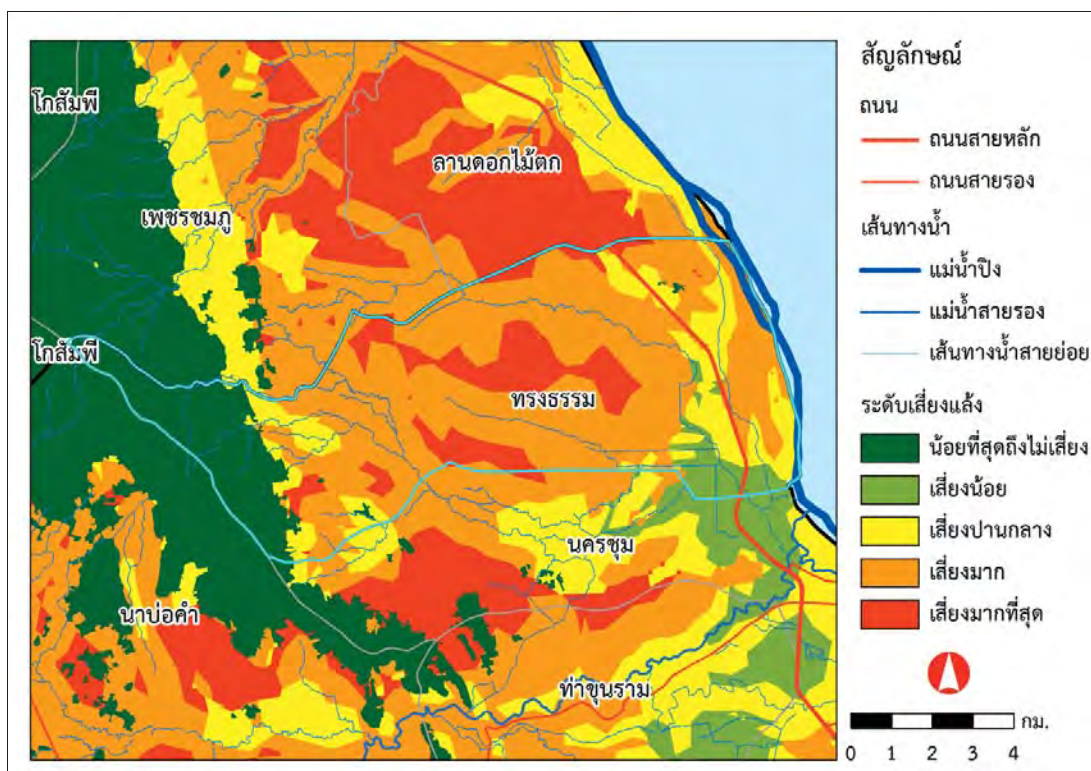 โกสัมพี
ลานดอกไม้ตก
เพชรชมภู
โกสัมพี
ทรงธรรม
นครชุม
นาบ่อคำ
ท่าขุนราม
สัญลักษณ์
ถนน
ถนนสายหลัก
ถนนสายรอง
เส้นทางน้ำ
แม่น้ำปิง
แม่น้ำสายรอง
เส้นทางน้ำสายย่อย
ระดับเสี่ยงแล้ง
น้อยที่สุดถึงไม่เสี่ยง
เสี่ยงน้อย
เสี่ยงปานกลาง
เสี่ยงมาก
เสี่ยงมากที่สุด
กม.
0 1 2 3 4